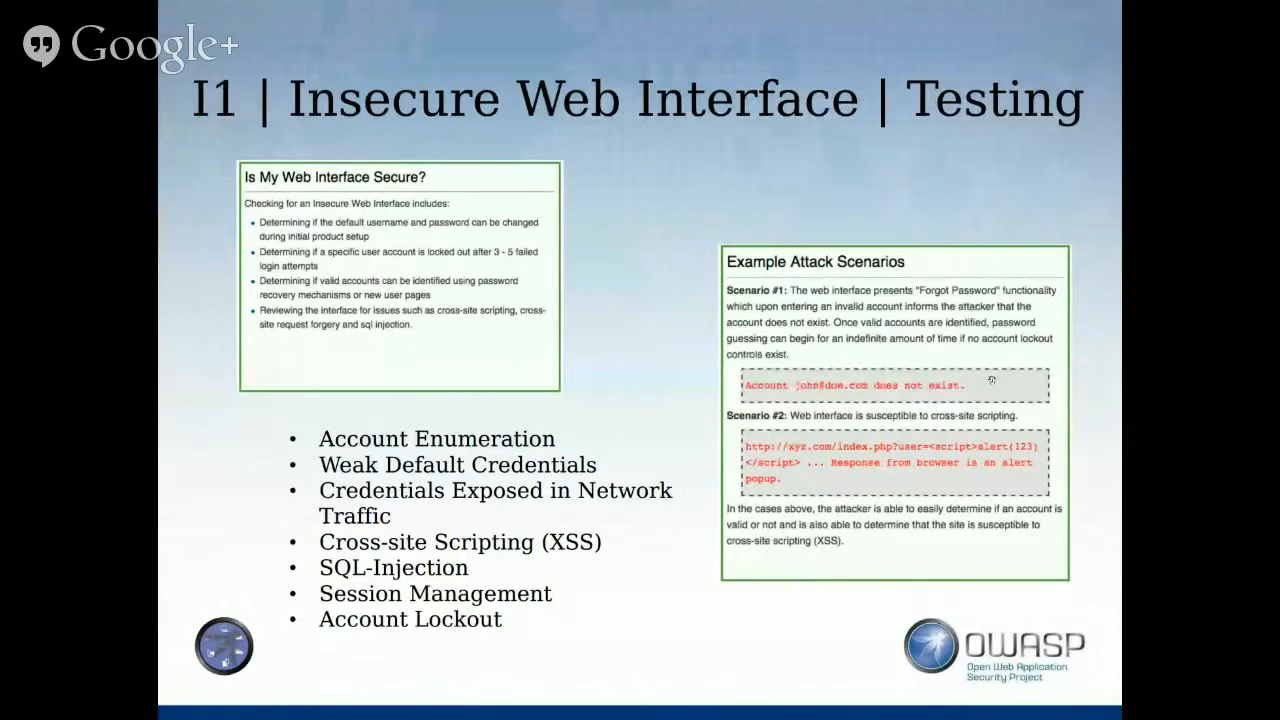 Google+
I1 | Insecure Web Interface | Testing
Is My Web Interface Secure?
Checking for an Insecure Web Interface includes:
• Determining if the default username and password can be changed
during initial product setup
• Determining if a specific user account is locked out after 3 - 5 failed
login attempts
• Determining if valid accounts can be identified using password
recovery mechanisms or new user pages
• Reviewing the interface for issues such as cross-site scripting, cross-
site request forgery and sql injection.
• Account Enumeration
• Weak Default Credentials
• Credentials Exposed in Network
Traffic
• Cross-site Scripting (XSS)
• SQL-Injection
• Session Management
• Account Lockout
Example Attack Scenarios
Scenario #1: The web interface presents "Forgot Password" functionality
which upon entering an invalid account informs the attacker that the
account does not exist. Once valid accounts are identified, password
guessing can begin for an indefinite amount of time if no account lockout
controls exist.
Account john@doe.com does not exist.
Scenario #2: Web interface is susceptible to cross-site scripting.
http://xyz.com/index.php?user=<script>alert(123)
</script> ... Response from browser is an alert
popup.
In the cases above, the attacker is able to easily determine if an account is
valid or not and is also able to determine that the site is susceptible to
cross-site scripting (XSS).
OWASP
Open Web Application
Security Project